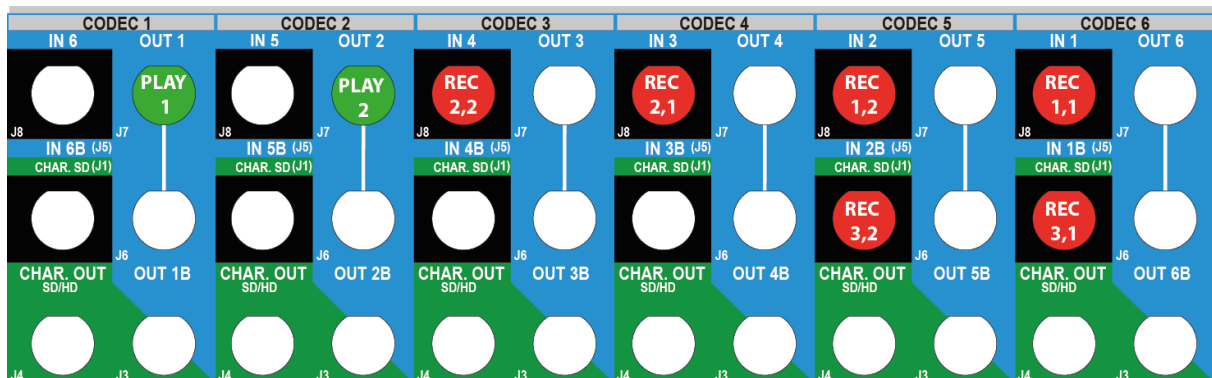 CODEC 1 CODEC 2 CODEC 3 CODEC 4 CODEC 5 CODEC 6
IN 6 OUT 1 IN 5 OUT 2 IN 4 OUT 3 IN 3 OUT 4 IN 2 OUT 5 IN 1 OUT 6
PLAY PLAY REC REC REC REC
1 2 2,2 2,1 1,2 1,1
J8 J7 J8 J7 J8 J7 J8 J7 J8 J7 J8 J7
IN 6B (J5) IN 5B (J5) IN 4B (J5) IN 3B (J5) IN 2B (J5) IN 1B (J5)
CHAR. SD (J1) CHAR. SD (J1) CHAR. SD (J1) CHAR. SD (J1) CHAR. SD (J1) CHAR. SD (J1)
REC REC
3,2 3,1
J6 J6 J6 J6 J6 J6
CHAR. OUT OUT 1B CHAR. OUT OUT 2B CHAR. OUT OUT 3B CHAR. OUT OUT 4B CHAR. OUT OUT 5B CHAR. OUT OUT 6B
SD/HD SD/HD SD/HD SD/HD SD/HD SD/HD
J4 J3 J4 J3 J4 J3 J4 J3 J4 J3 J4 J3